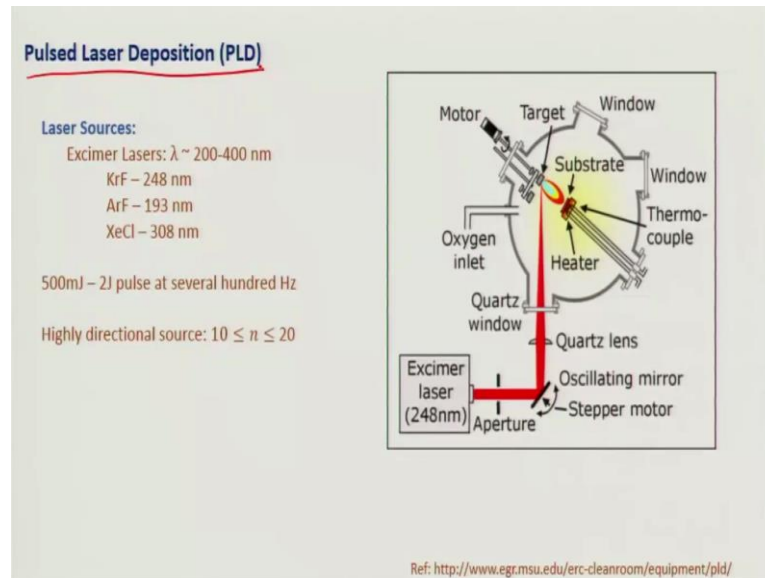 Pulsed Laser Deposition (PLD)
Laser Sources:
Excimer Lasers: λ ~ 200-400 nm
KrF – 248 nm
ArF – 193 nm
XeCl – 308 nm
500mJ – 2J pulse at several hundred Hz
Highly directional source: 10 ≤ n ≤ 20
Motor
Target
Window
Substrate
Window
Thermo-
couple
Oxygen
inlet
Heater
Quartz
window
Quartz lens
Excimer
laser
(248nm)
Aperture
Oscillating mirror
Stepper motor
Ref: http://www.egr.msu.edu/erc-cleanroom/equipment/pld/